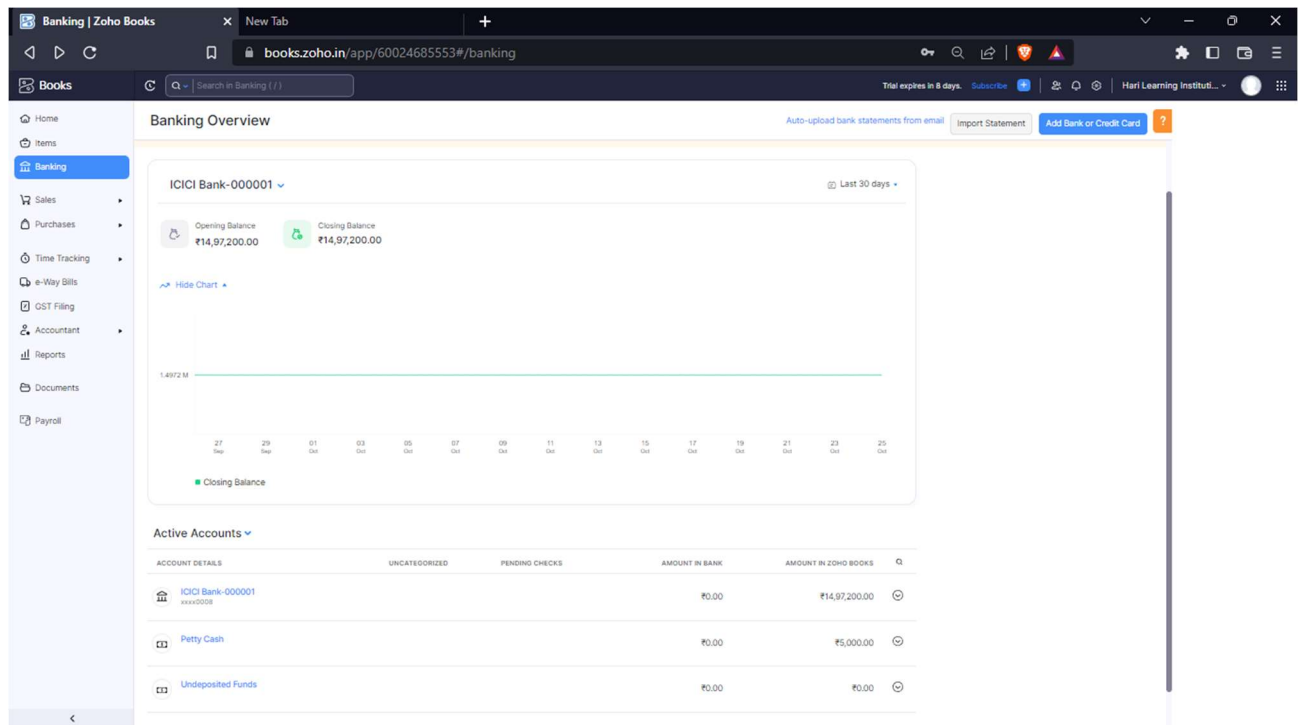 Banking | Zoho Books
New Tab
books.zoho.in/app/60024685553#/banking
Books
Search in Banking ( / )
Trial expires in 8 days. Subscribe
Hari Learning Instituti...
Home
Items
Banking
Sales
Purchases
Time Tracking
e-Way Bills
GST Filing
Accountant
Reports
Documents
Payroll
Banking Overview
Auto-upload bank statements from email
Import Statement
Add Bank or Credit Card
?
ICICI Bank-000001
Last 30 days
Opening Balance
₹14,97,200.00
Closing Balance
₹14,97,200.00
Hide Chart
1.4972 M
27 Sep
29 Sep
01 Oct
03 Oct
05 Oct
07 Oct
09 Oct
11 Oct
13 Oct
15 Oct
17 Oct
19 Oct
21 Oct
23 Oct
25 Oct
Closing Balance
Active Accounts
ACCOUNT DETAILS UNCATEGORIZED PENDING CHECKS AMOUNT IN BANK AMOUNT IN ZOHO BOOKS
ICICI Bank-000001 ₹0.00 ₹14,97,200.00
xxxx0008
Petty Cash ₹0.00 ₹5,000.00
Undeposited Funds ₹0.00 ₹0.00